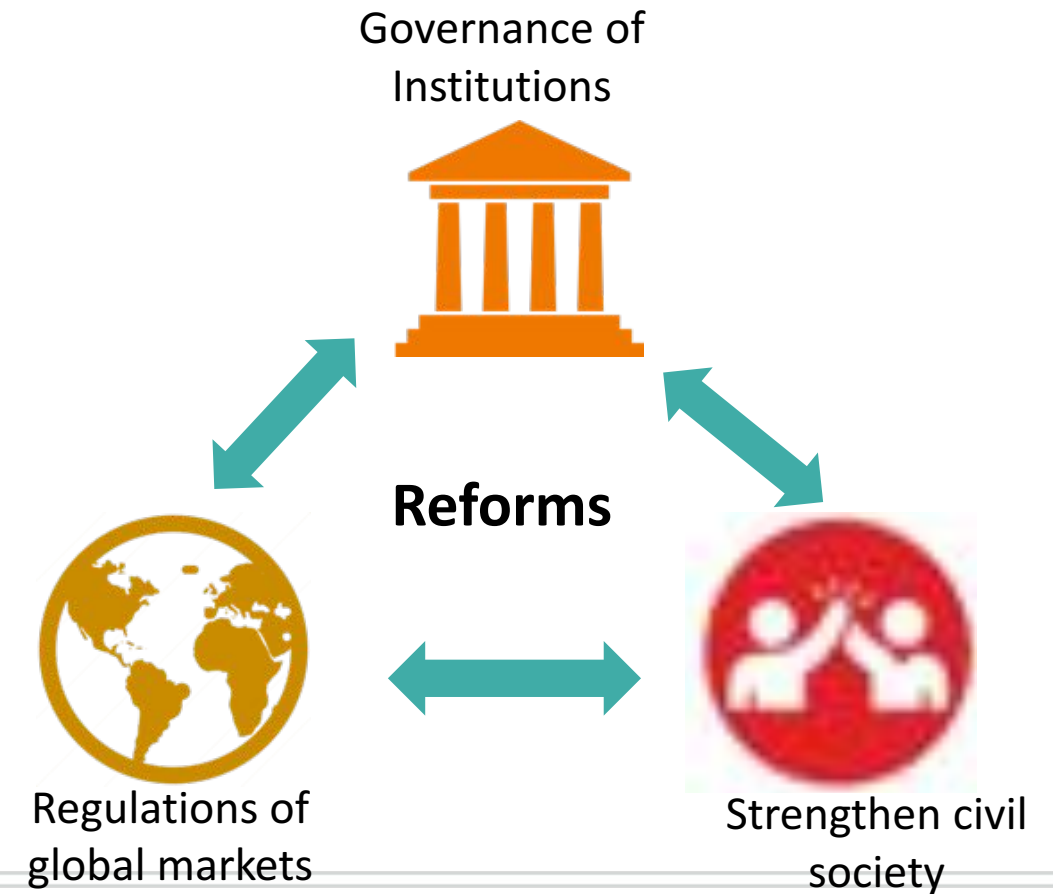 Governance of
Institutions
Reforms
Regulations of
global markets
Strengthen civil
society